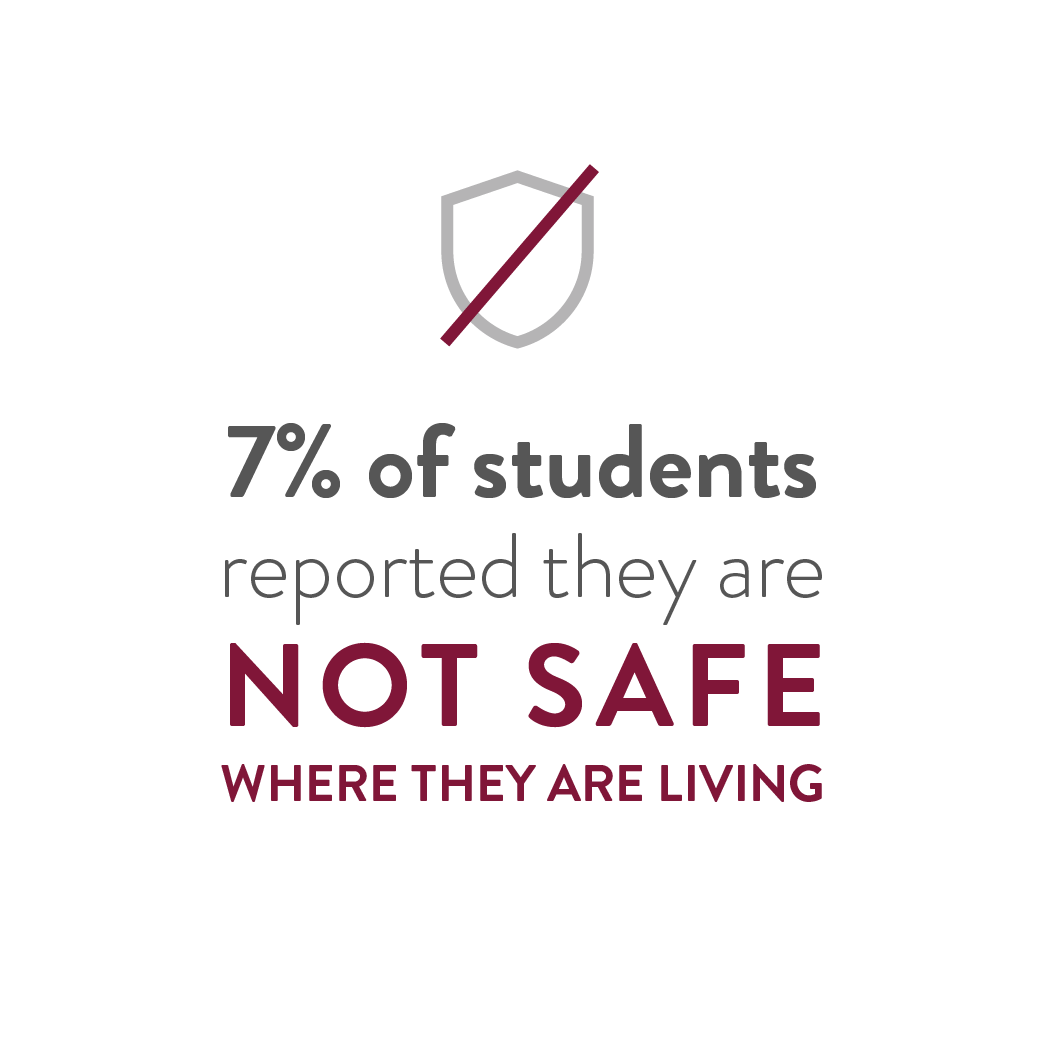 7% of students
reported they are
NOT SAFE
WHERE THEY ARE LIVING